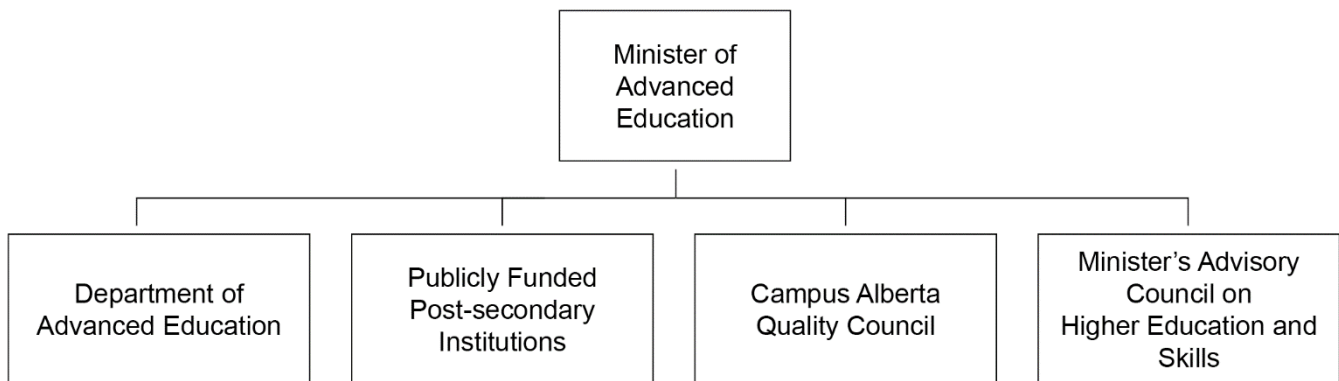 Minister of
Advanced
Education
Department of
Advanced Education
Publicly Funded
Post-secondary
Institutions
Campus Alberta
Quality Council
Minister’s Advisory
Council on
Higher Education and
Skills